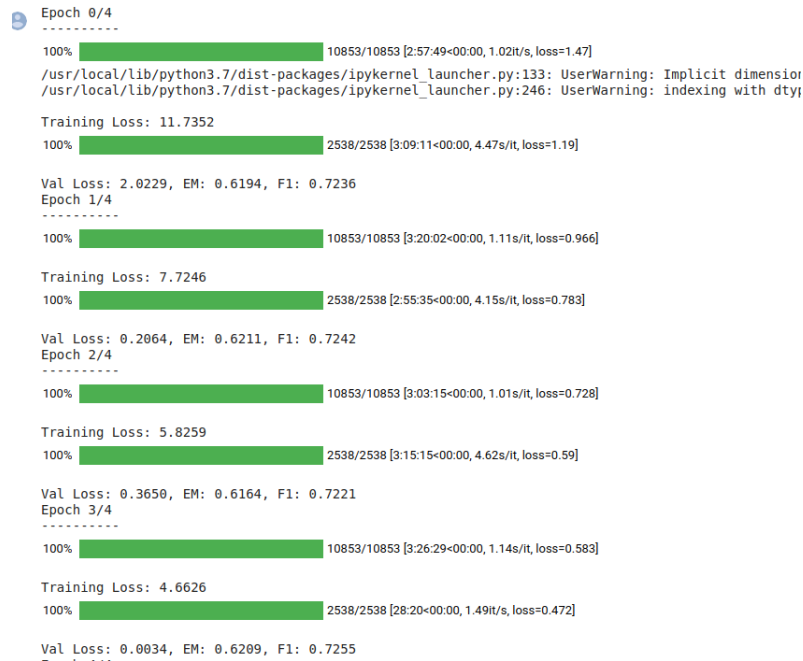 Epoch 0/4
----------
100% 10853/10853 [2:57:49<00:00, 1.02it/s, loss=1.47]
/usr/local/lib/python3.7/dist-packages/ipykernel_launcher.py:133: UserWarning: Implicit dimension
/usr/local/lib/python3.7/dist-packages/ipykernel_launcher.py:246: UserWarning: indexing with dtyp
Training Loss: 11.7352
100% 2538/2538 [3:09:11<00:00, 4.47s/it, loss=1.19]
Val Loss: 2.0229, EM: 0.6194, F1: 0.7236
Epoch 1/4
----------
100% 10853/10853 [3:20:02<00:00, 1.11s/it, loss=0.966]
Training Loss: 7.7246
100% 2538/2538 [2:55:35<00:00, 4.15s/it, loss=0.783]
Val Loss: 0.2064, EM: 0.6211, F1: 0.7242
Epoch 2/4
----------
100% 10853/10853 [3:03:15<00:00, 1.01s/it, loss=0.728]
Training Loss: 5.8259
100% 2538/2538 [3:15:15<00:00, 4.62s/it, loss=0.59]
Val Loss: 0.3650, EM: 0.6164, F1: 0.7221
Epoch 3/4
----------
100% 10853/10853 [3:26:29<00:00, 1.14s/it, loss=0.583]
Training Loss: 4.6626
100% 2538/2538 [28:20<00:00, 1.49it/s, loss=0.472]
Val Loss: 0.0034, EM: 0.6209, F1: 0.7255